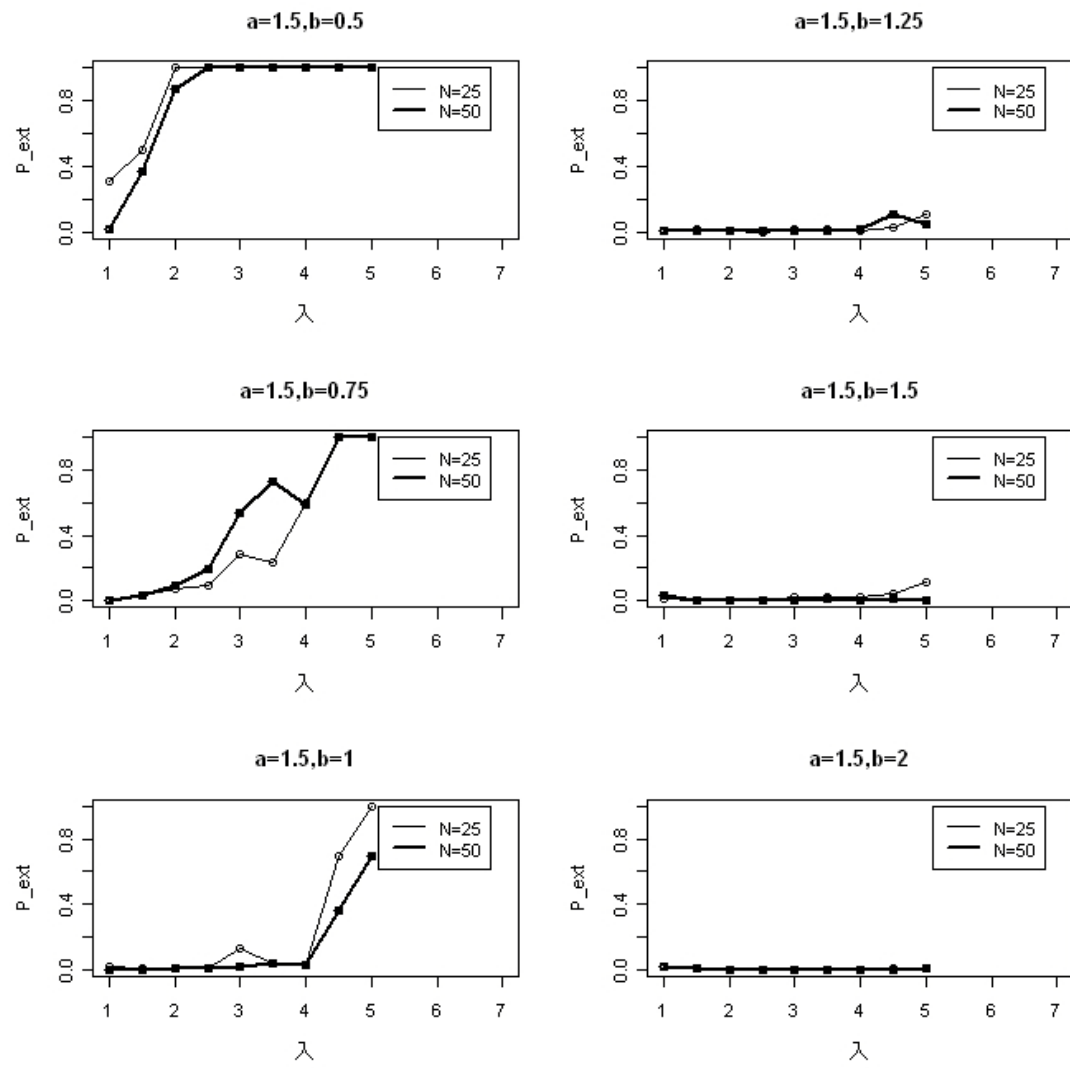 a=1.5,b=0.5
P_ext
0.0 0.4 0.8
N=25
N=50
1 2 3 4 5 6 7
λ
a=1.5,b=1.25
P_ext
0.0 0.4 0.8
N=25
N=50
1 2 3 4 5 6 7
λ
a=1.5,b=0.75
P_ext
0.0 0.4 0.8
N=25
N=50
1 2 3 4 5 6 7
λ
a=1.5,b=1.5
P_ext
0.0 0.4 0.8
N=25
N=50
1 2 3 4 5 6 7
λ
a=1.5,b=1
P_ext
0.0 0.4 0.8
N=25
N=50
1 2 3 4 5 6 7
λ
a=1.5,b=2
P_ext
0.0 0.4 0.8
N=25
N=50
1 2 3 4 5 6 7
λ